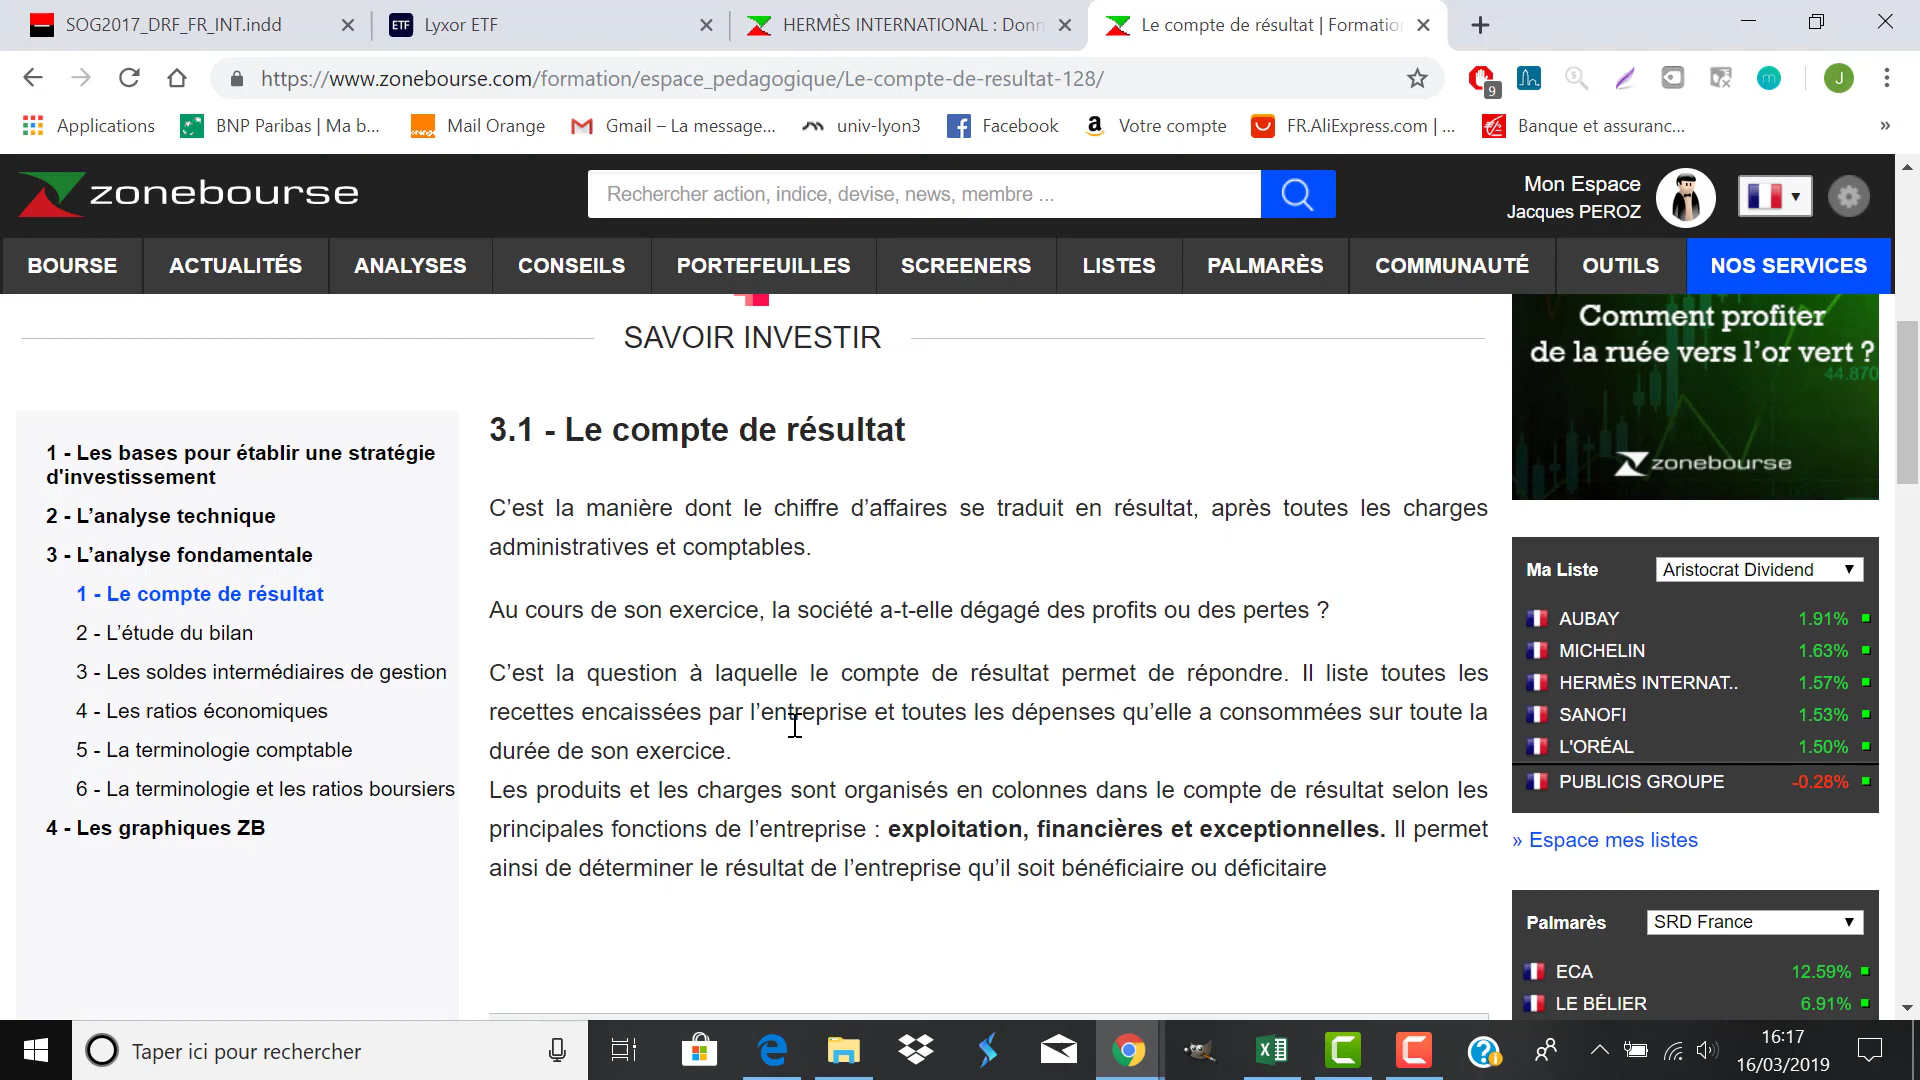 SOG2017_DRF_FR_INT.indd
ETF Lyxor ETF
HERMÈS INTERNATIONAL : Donn
Le compte de résultat | Formatio
https://www.zonebourse.com/formation/espace_pedagogique/Le-compte-de-resultat-128/
9
m
J
Applications
BNP Paribas | Ma b...
Mail Orange
Gmail – La message...
univ-lyon3
Facebook
a Votre compte
FR.AliExpress.com | ...
Banque et assuranc...
»
zonebourse
Rechercher action, indice, devise, news, membre ...
Mon Espace
Jacques PEROZ
BOURSE
ACTUALITÉS
ANALYSES
CONSEILS
PORTEFEUILLES
SCREENERS
LISTES
PALMARÈS
COMMUNAUTÉ
OUTILS
NOS SERVICES
SAVOIR INVESTIR
1 - Les bases pour établir une stratégie
d'investissement
2 - L’analyse technique
3 - L’analyse fondamentale
1 - Le compte de résultat
2 - L’étude du bilan
3 - Les soldes intermédiaires de gestion
4 - Les ratios économiques
5 - La terminologie comptable
6 - La terminologie et les ratios boursiers
4 - Les graphiques ZB
3.1 - Le compte de résultat
C’est la manière dont le chiffre d’affaires se traduit en résultat, après toutes les charges
administratives et comptables.
Au cours de son exercice, la société a-t-elle dégagé des profits ou des pertes ?
C’est la question à laquelle le compte de résultat permet de répondre. Il liste toutes les
recettes encaissées par l’entreprise et toutes les dépenses qu’elle a consommées sur toute la
durée de son exercice.
Les produits et les charges sont organisés en colonnes dans le compte de résultat selon les
principales fonctions de l’entreprise : exploitation, financières et exceptionnelles. Il permet
ainsi de déterminer le résultat de l’entreprise qu’il soit bénéficiaire ou déficitaire
Comment profiter
de la ruée vers l’or vert ?
44.870
zonebourse
Ma Liste Aristocrat Dividend
AUBAY 1.91%
MICHELIN 1.63%
HERMÈS INTERNAT.. 1.57%
SANOFI 1.53%
L'ORÉAL 1.50%
PUBLICIS GROUPE -0.28%
» Espace mes listes
Palmarès SRD France
ECA 12.59%
LE BÉLIER 6.91%
Taper ici pour rechercher
16:17
16/03/2019